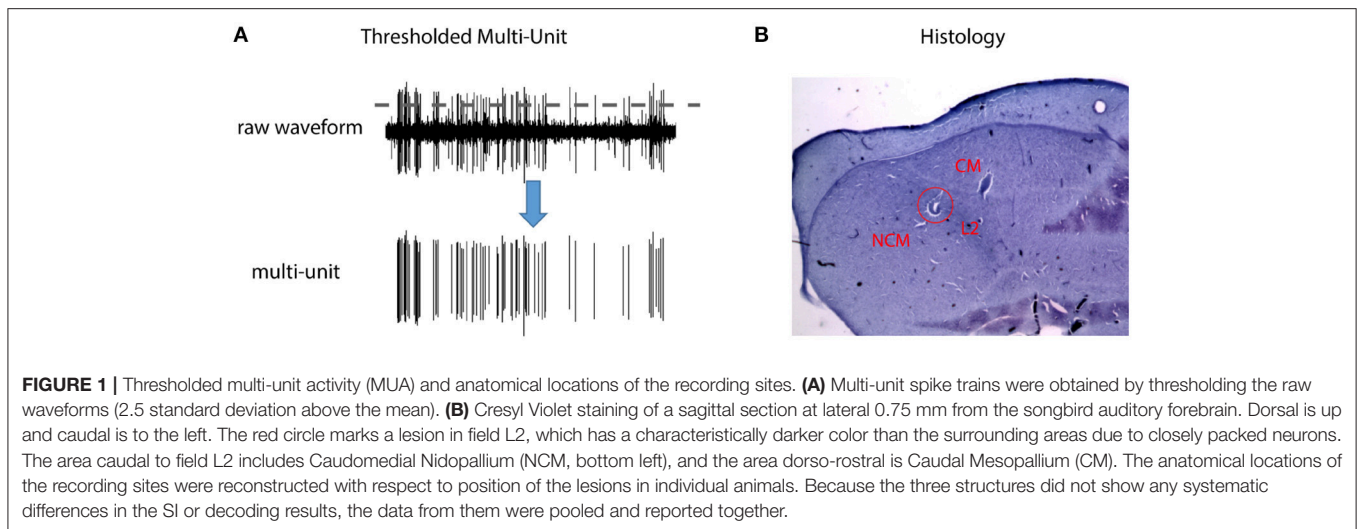 A
Thresholded Multi-Unit
B
Histology
raw waveform
multi-unit
CM
L2
NCM
FIGURE 1 | Thresholded multi-unit activity (MUA) and anatomical locations of the recording sites. (A) Multi-unit spike trains were obtained by thresholding the raw
waveforms (2.5 standard deviation above the mean). (B) Cresyl Violet staining of a sagittal section at lateral 0.75 mm from the songbird auditory forebrain. Dorsal is up
and caudal is to the left. The red circle marks a lesion in field L2, which has a characteristically darker color than the surrounding areas due to closely packed neurons.
The area caudal to field L2 includes Caudomedial Nidopallium (NCM, bottom left), and the area dorso-rostral is Caudal Mesopallium (CM). The anatomical locations of
the recording sites were reconstructed with respect to position of the lesions in individual animals. Because the three structures did not show any systematic
differences in the SI or decoding results, the data from them were pooled and reported together.